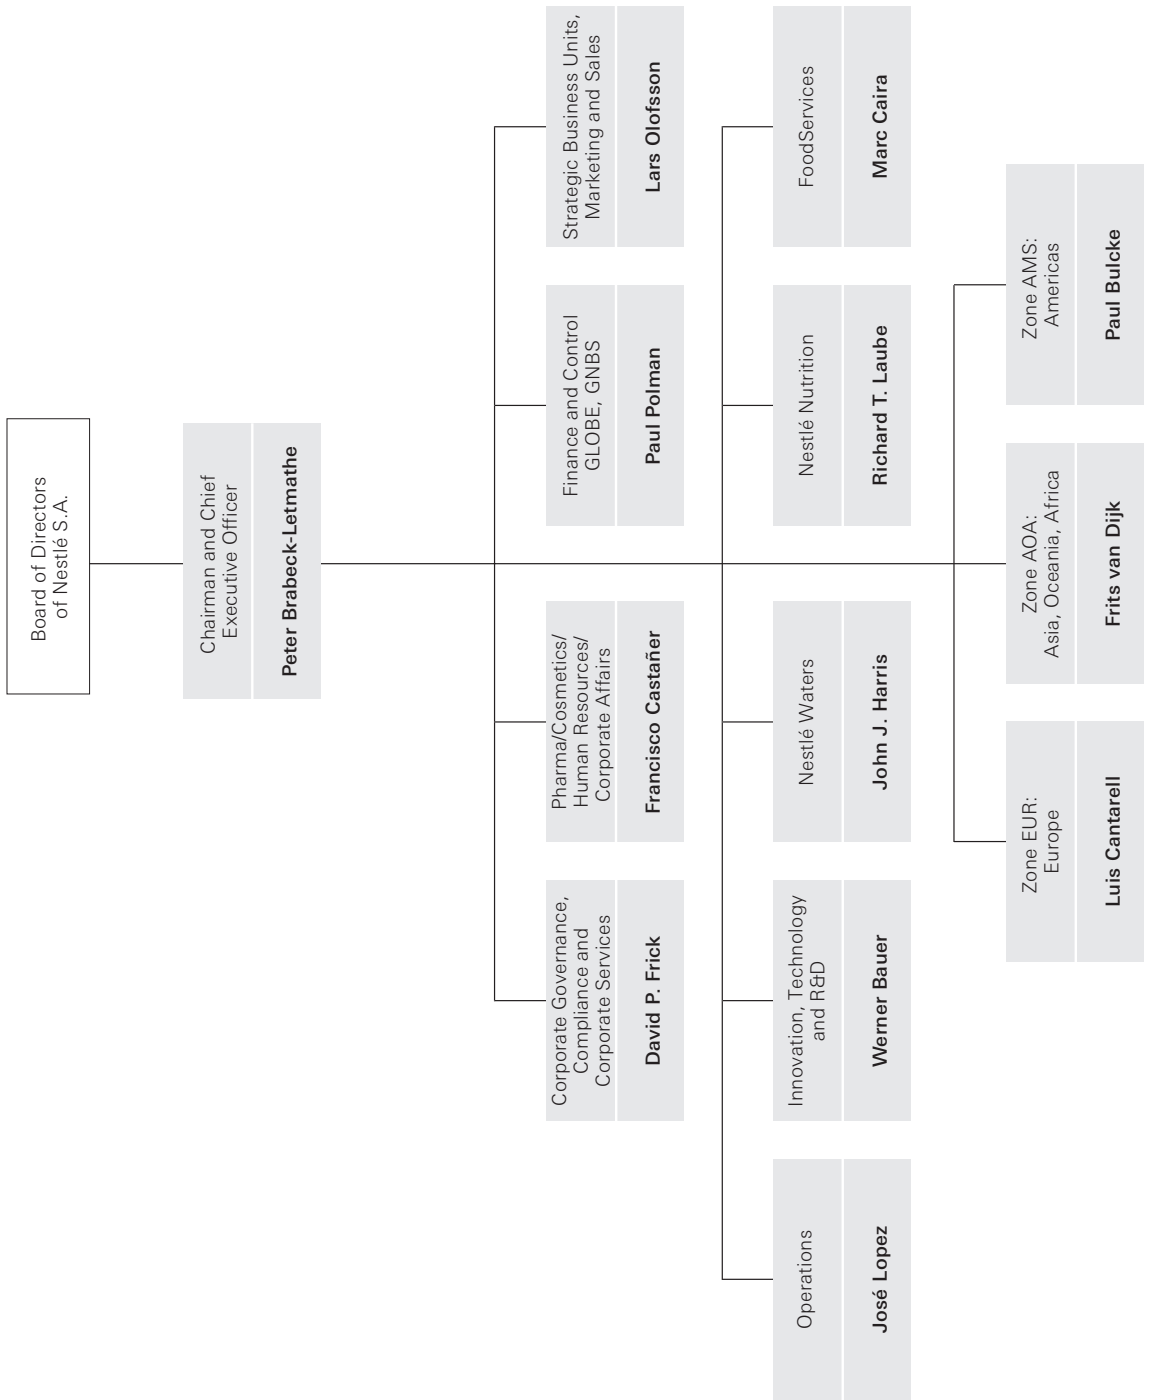 Board of Directors
of Nestlé S.A.
Chairman and Chief
Executive Officer
Peter Brabeck-Letmathe
Corporate Governance,
Compliance and
Corporate Services
David P. Frick
Pharma/Cosmetics/
Human Resources/
Corporate Affairs
Francisco Castañer
Finance and Control
GLOBE, GNBS
Paul Polman
Strategic Business Units,
Marketing and Sales
Lars Olofsson
Operations
José Lopez
Innovation, Technology
and R&D
Werner Bauer
Nestlé Waters
John J. Harris
Nestlé Nutrition
Richard T. Laube
FoodServices
Marc Caira
Zone EUR:
Europe
Luis Cantarell
Zone AOA:
Asia, Oceania, Africa
Frits van Dijk
Zone AMS:
Americas
Paul Bulcke